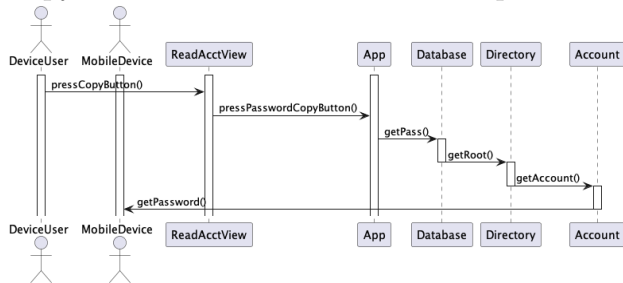 DeviceUser MobileDevice ReadAcctView App Database Directory Account
pressCopyButton()
pressPasswordCopyButton()
getPass()
getRoot()
getAccount()
getPassword()
DeviceUser MobileDevice ReadAcctView App Database Directory Account